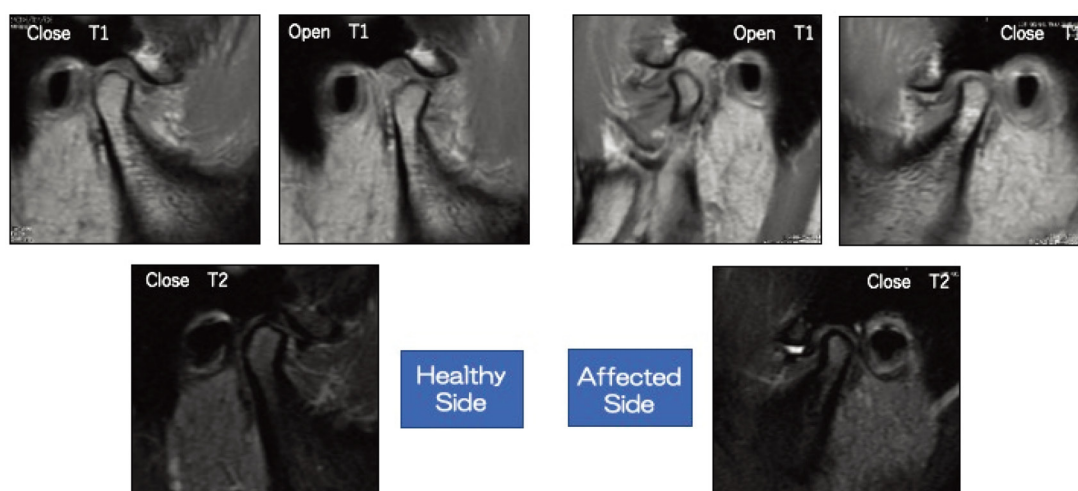 Close T1
Open T1
Open T1
Close T1
Close T2
Close T2
Healthy
Side
Affected
Side